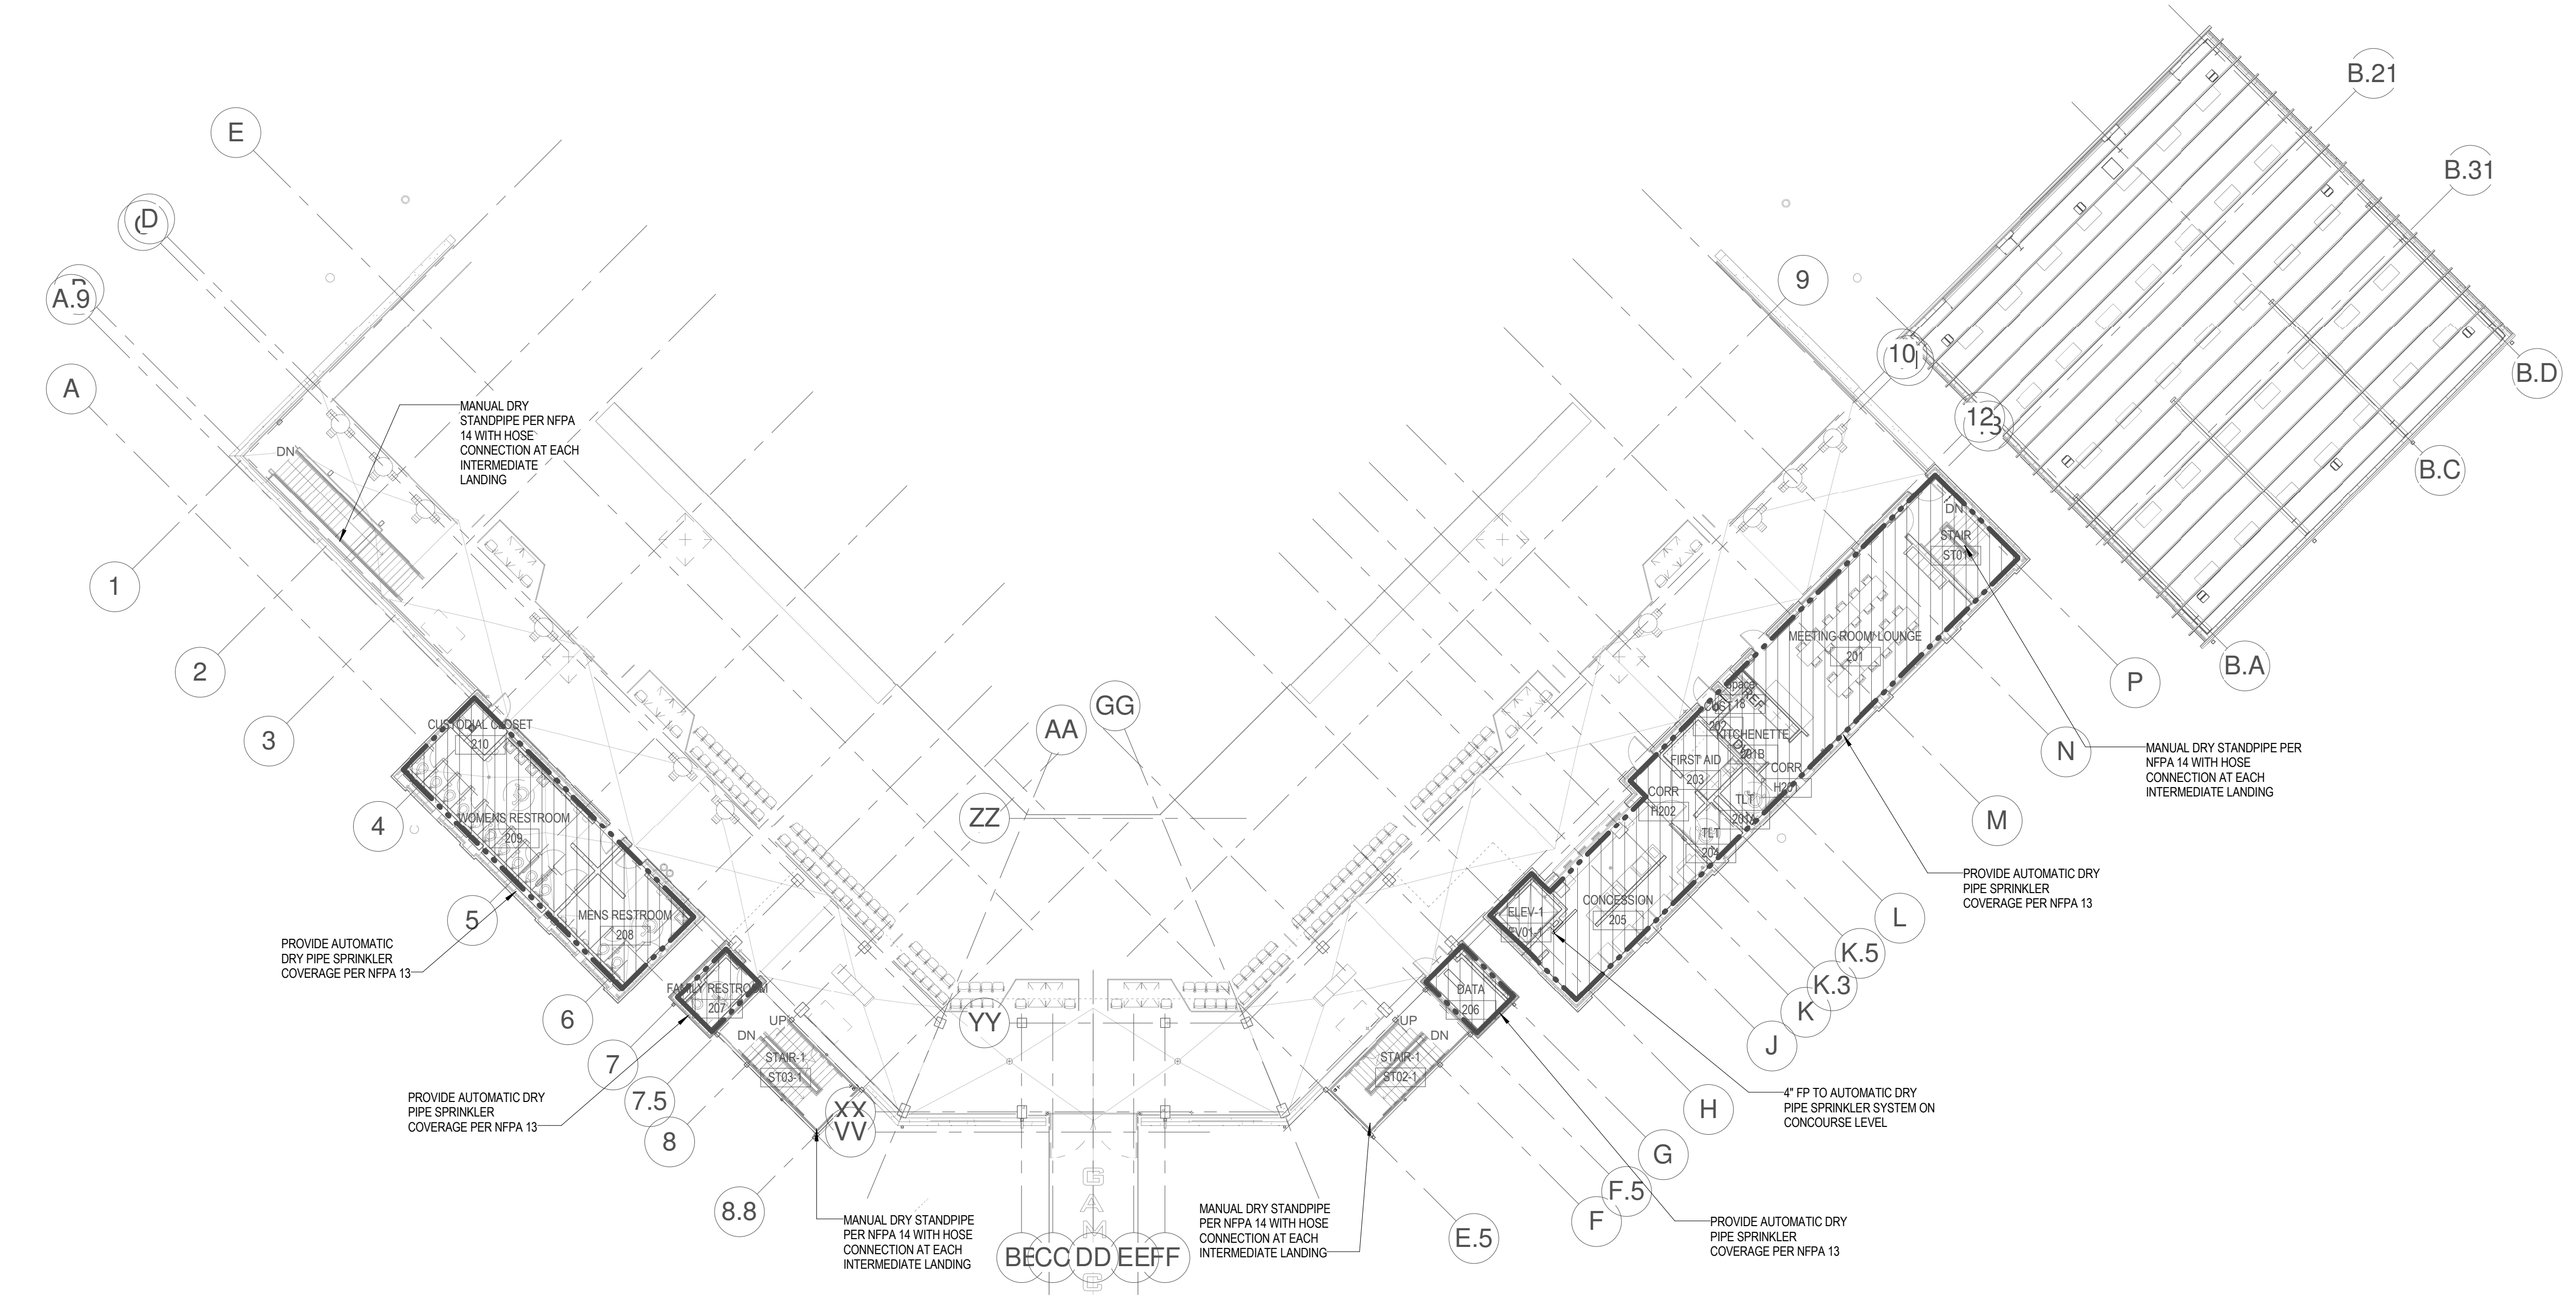 E
D
A.9
A
1
2
3
4
5
6
7
7.5
8
8.8
B.21
B.31
B.D
B.C
B.A
9
10
12
P
N
M
L
K.5
K.3
K
J
H
G
F.5
F
E.5
AA
GG
ZZ
YY
XX
VV
CC
DD
EE
FF
MANUAL DRY
STANDPIPE PER NFPA
14 WITH HOSE
CONNECTION AT EACH
INTERMEDIATE
LANDING
DN
CUSTODIAL CLOSET
210
WOMENS RESTROOM
209
MENS RESTROOM
208
PROVIDE AUTOMATIC
DRY PIPE SPRINKLER
COVERAGE PER NFPA 13
FAMILY RESTROOM
207
PROVIDE AUTOMATIC DRY
PIPE SPRINKLER
COVERAGE PER NFPA 13
UP
DN
STAIR-1
ST03-1
MANUAL DRY STANDPIPE
PER NFPA 14 WITH HOSE
CONNECTION AT EACH
INTERMEDIATE LANDING
MANUAL DRY STANDPIPE
PER NFPA 14 WITH HOSE
CONNECTION AT EACH
INTERMEDIATE LANDING
UP
DN
STAIR-1
ST02-1
DATA
206
PROVIDE AUTOMATIC DRY
PIPE SPRINKLER
COVERAGE PER NFPA 13
ELEV-1
EV01-1
4" FP TO AUTOMATIC DRY
PIPE SPRINKLER SYSTEM ON
CONCOURSE LEVEL
CONCESSION
205
TLT
204
TLT
201A
CORR
H202
CORR
H201
FIRST AID
203
KITCHENETTE
201B
CUST
202
Space
18
REF
MEETING ROOM/ LOUNGE
201
DN
STAIR
ST01
MANUAL DRY STANDPIPE PER
NFPA 14 WITH HOSE
CONNECTION AT EACH
INTERMEDIATE LANDING
PROVIDE AUTOMATIC DRY
PIPE SPRINKLER
COVERAGE PER NFPA 13